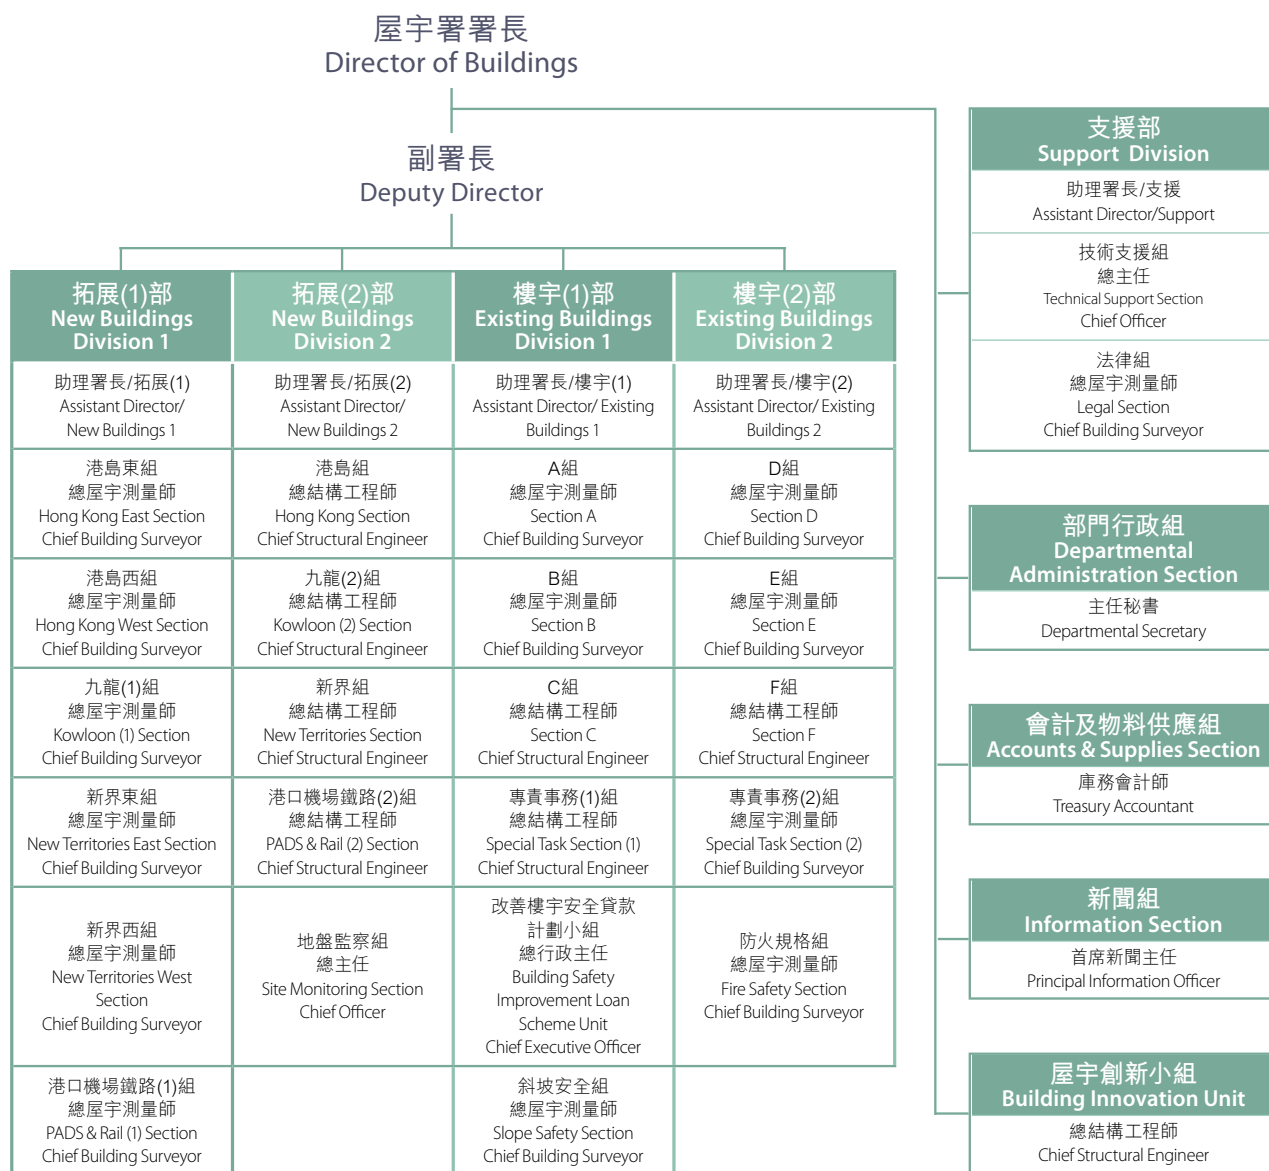 屋宇署署長
Director of Buildings
副署長
Deputy Director
拓展(1)部
New Buildings
Division 1
助理署長/拓展(1)
Assistant Director/
New Buildings 1
港島東組
總屋宇測量師
Hong Kong East Section
Chief Building Surveyor
港島西組
總屋宇測量師
Hong Kong West Section
Chief Building Surveyor
九龍(1)組
總屋宇測量師
Kowloon (1) Section
Chief Building Surveyor
新界東組
總屋宇測量師
New Territories East Section
Chief Building Surveyor
新界西組
總屋宇測量師
New Territories West
Section
Chief Building Surveyor
港口機場鐵路(1)組
總屋宇測量師
PADS & Rail (1) Section
Chief Building Surveyor
拓展(2)部
New Buildings
Division 2
助理署長/拓展(2)
Assistant Director/
New Buildings 2
港島組
總結構工程師
Hong Kong Section
Chief Structural Engineer
九龍(2)組
總結構工程師
Kowloon (2) Section
Chief Structural Engineer
新界組
總結構工程師
New Territories Section
Chief Structural Engineer
港口機場鐵路(2)組
總結構工程師
PADS & Rail (2) Section
Chief Structural Engineer
地盤監察組
總主任
Site Monitoring Section
Chief Officer
樓宇(1)部
Existing Buildings
Division 1
助理署長/樓宇(1)
Assistant Director/ Existing
Buildings 1
A組
總屋宇測量師
Section A
Chief Building Surveyor
B組
總屋宇測量師
Section B
Chief Building Surveyor
C組
總結構工程師
Section C
Chief Structural Engineer
專責事務(1)組
總結構工程師
Special Task Section (1)
Chief Structural Engineer
改善樓宇安全貸款
計劃小組
總行政主任
Building Safety
Improvement Loan
Scheme Unit
Chief Executive Officer
斜坡安全組
總屋宇測量師
Slope Safety Section
Chief Building Surveyor
樓宇(2)部
Existing Buildings
Division 2
助理署長/樓宇(2)
Assistant Director/ Existing
Buildings 2
D組
總屋宇測量師
Section D
Chief Building Surveyor
E組
總屋宇測量師
Section E
Chief Building Surveyor
F組
總結構工程師
Section F
Chief Structural Engineer
專責事務(2)組
總屋宇測量師
Special Task Section (2)
Chief Building Surveyor
防火規格組
總屋宇測量師
Fire Safety Section
Chief Building Surveyor
支援部
Support Division
助理署長/支援
Assistant Director/Support
技術支援組
總主任
Technical Support Section
Chief Officer
法律組
總屋宇測量師
Legal Section
Chief Building Surveyor
部門行政組
Departmental
Administration Section
主任秘書
Departmental Secretary
會計及物料供應組
Accounts & Supplies Section
庫務會計師
Treasury Accountant
新聞組
Information Section
首席新聞主任
Principal Information Officer
屋宇創新小組
Building Innovation Unit
總結構工程師
Chief Structural Engineer